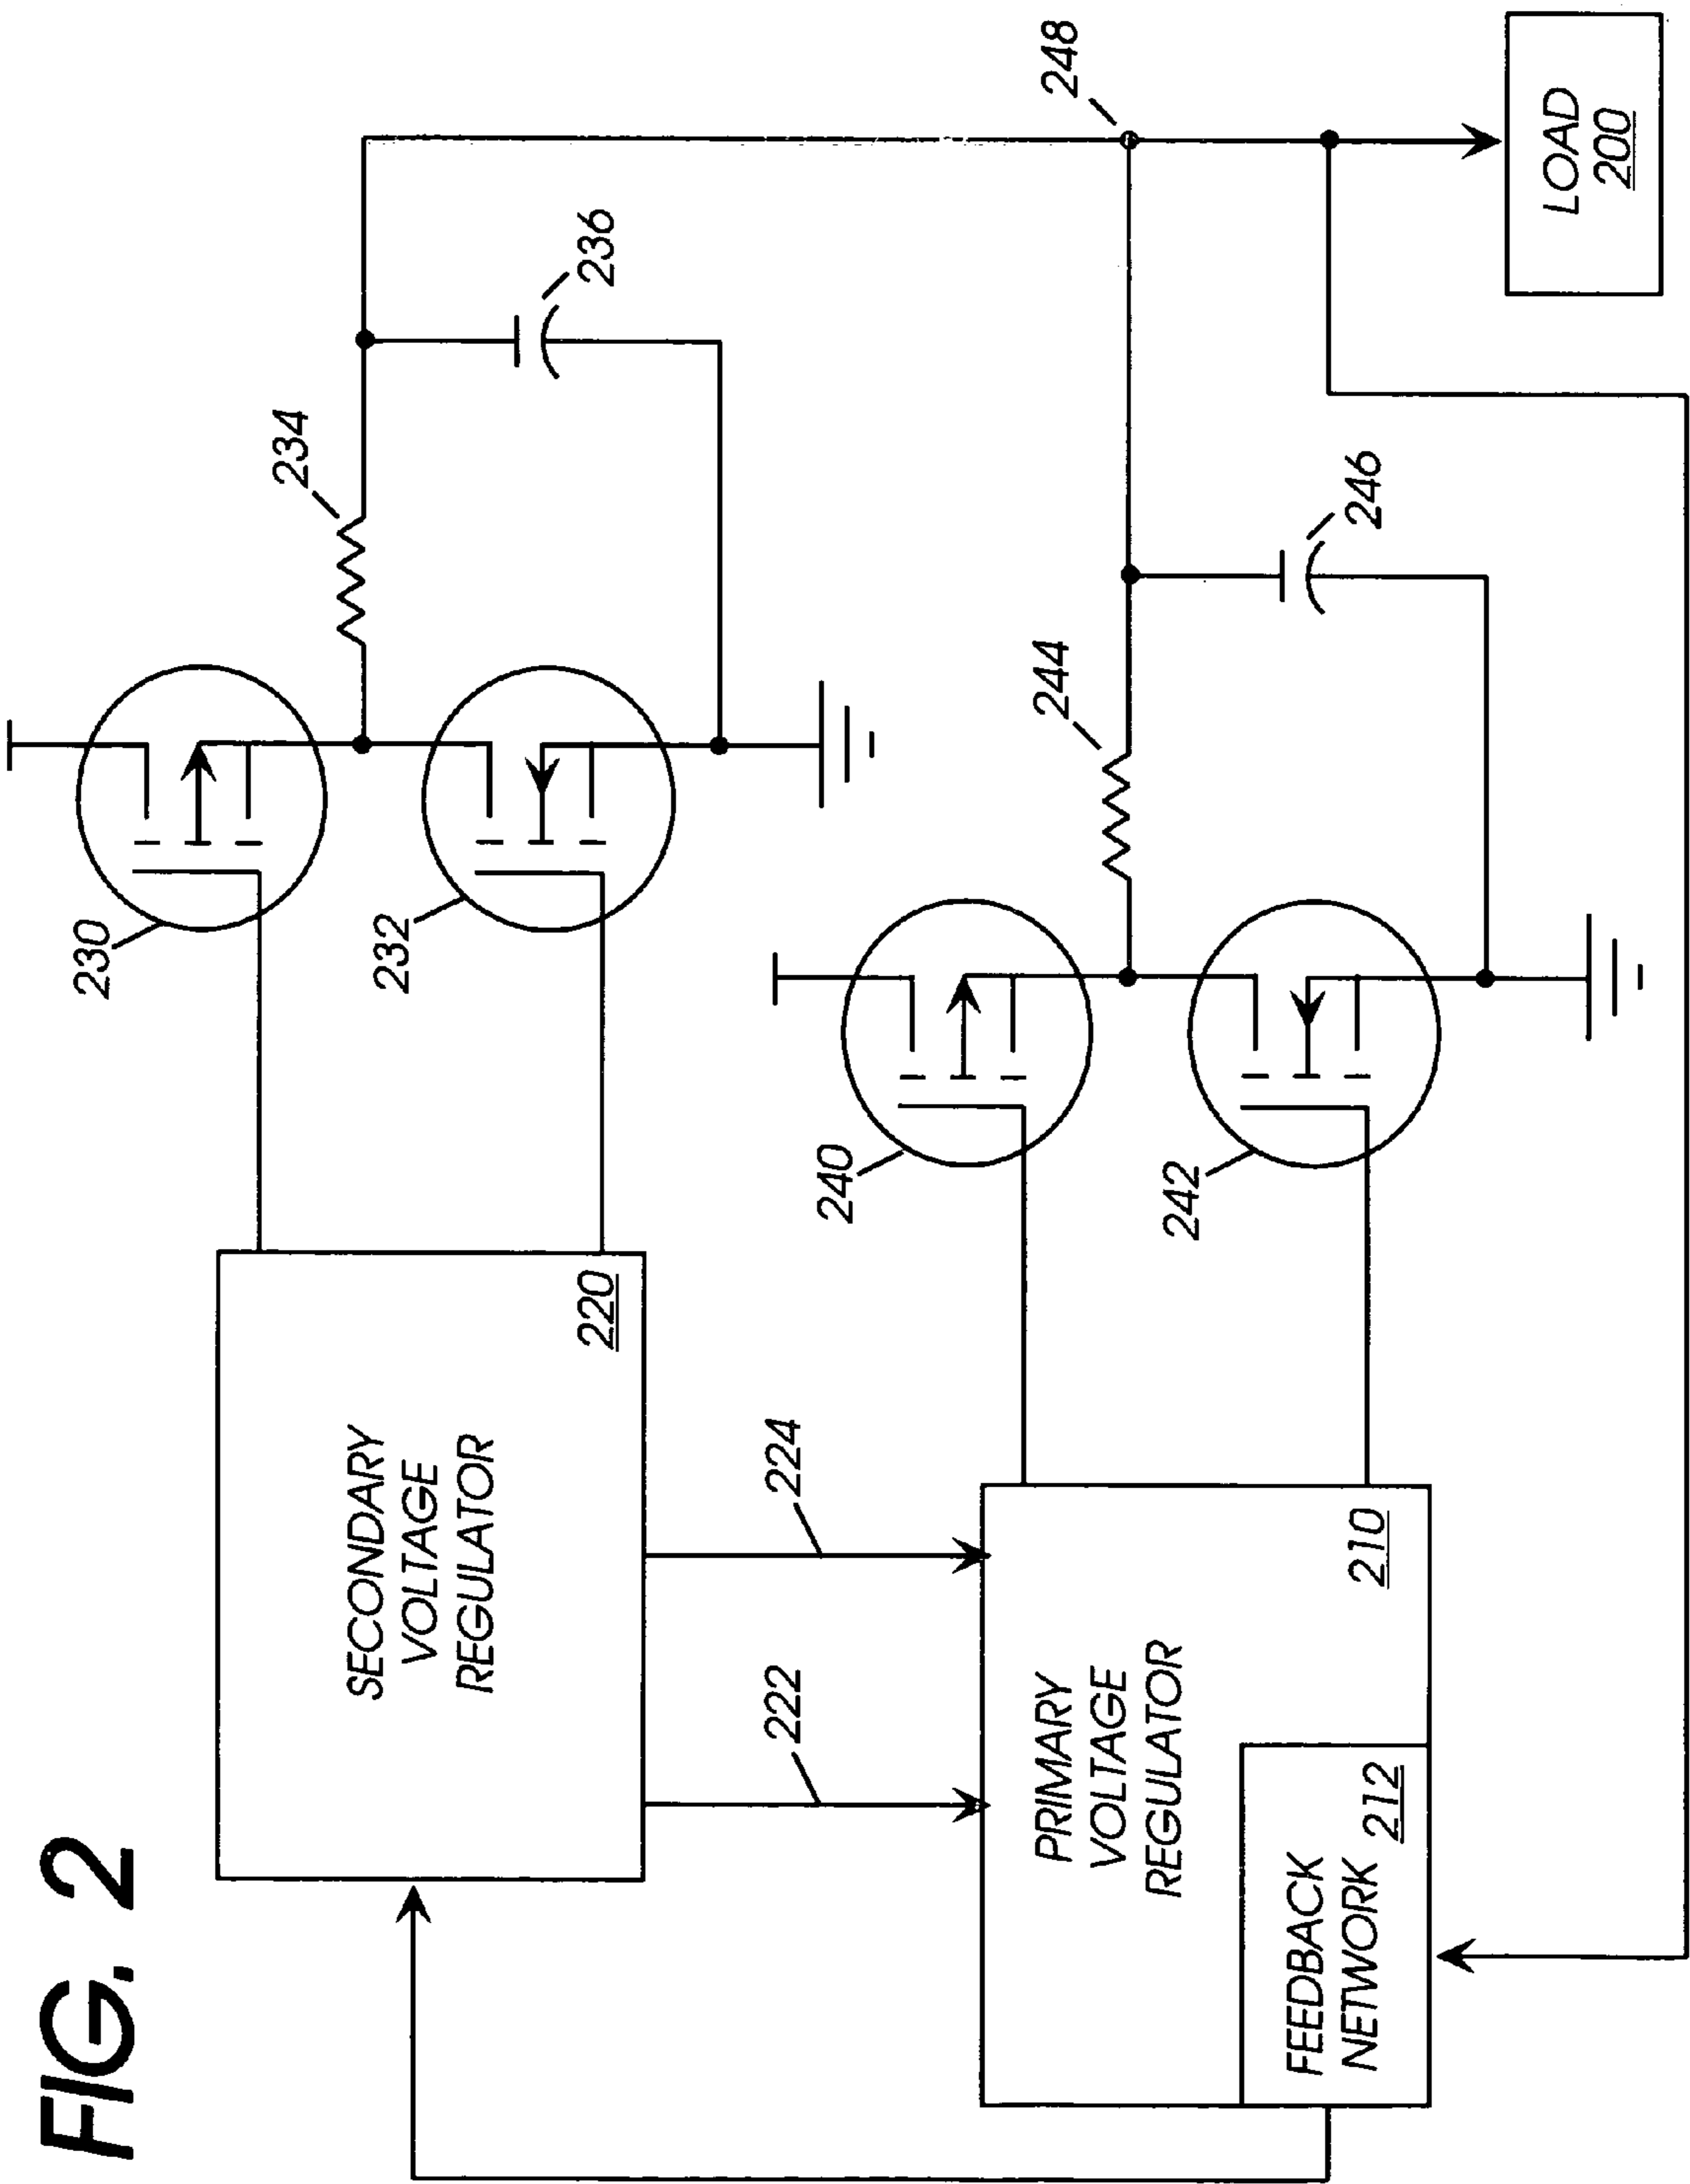 FIG. 2
230
232
234
236
SECONDARY
VOLTAGE
REGULATOR
220
222
224
240
242
244
246
248
PRIMARY
VOLTAGE
REGULATOR
210
FEEDBACK
NETWORK
212
LOAD
200